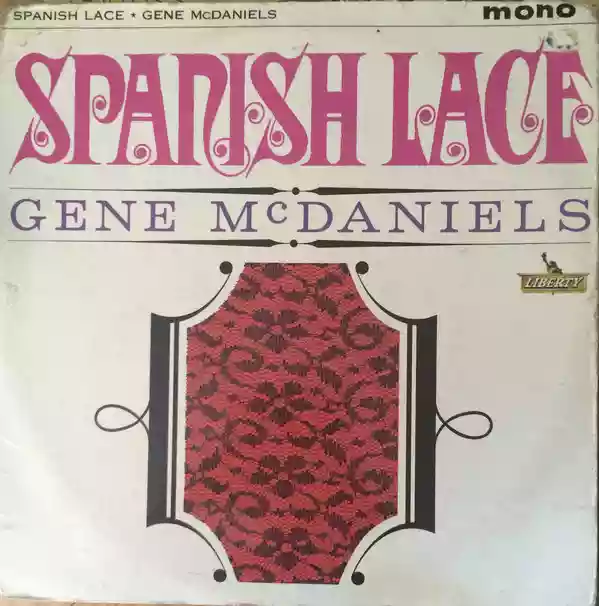 SPANISH LACE ★ GENE McDANIELS
mono
SPANISH LACE
GENE McDANIELS
LIBERTY